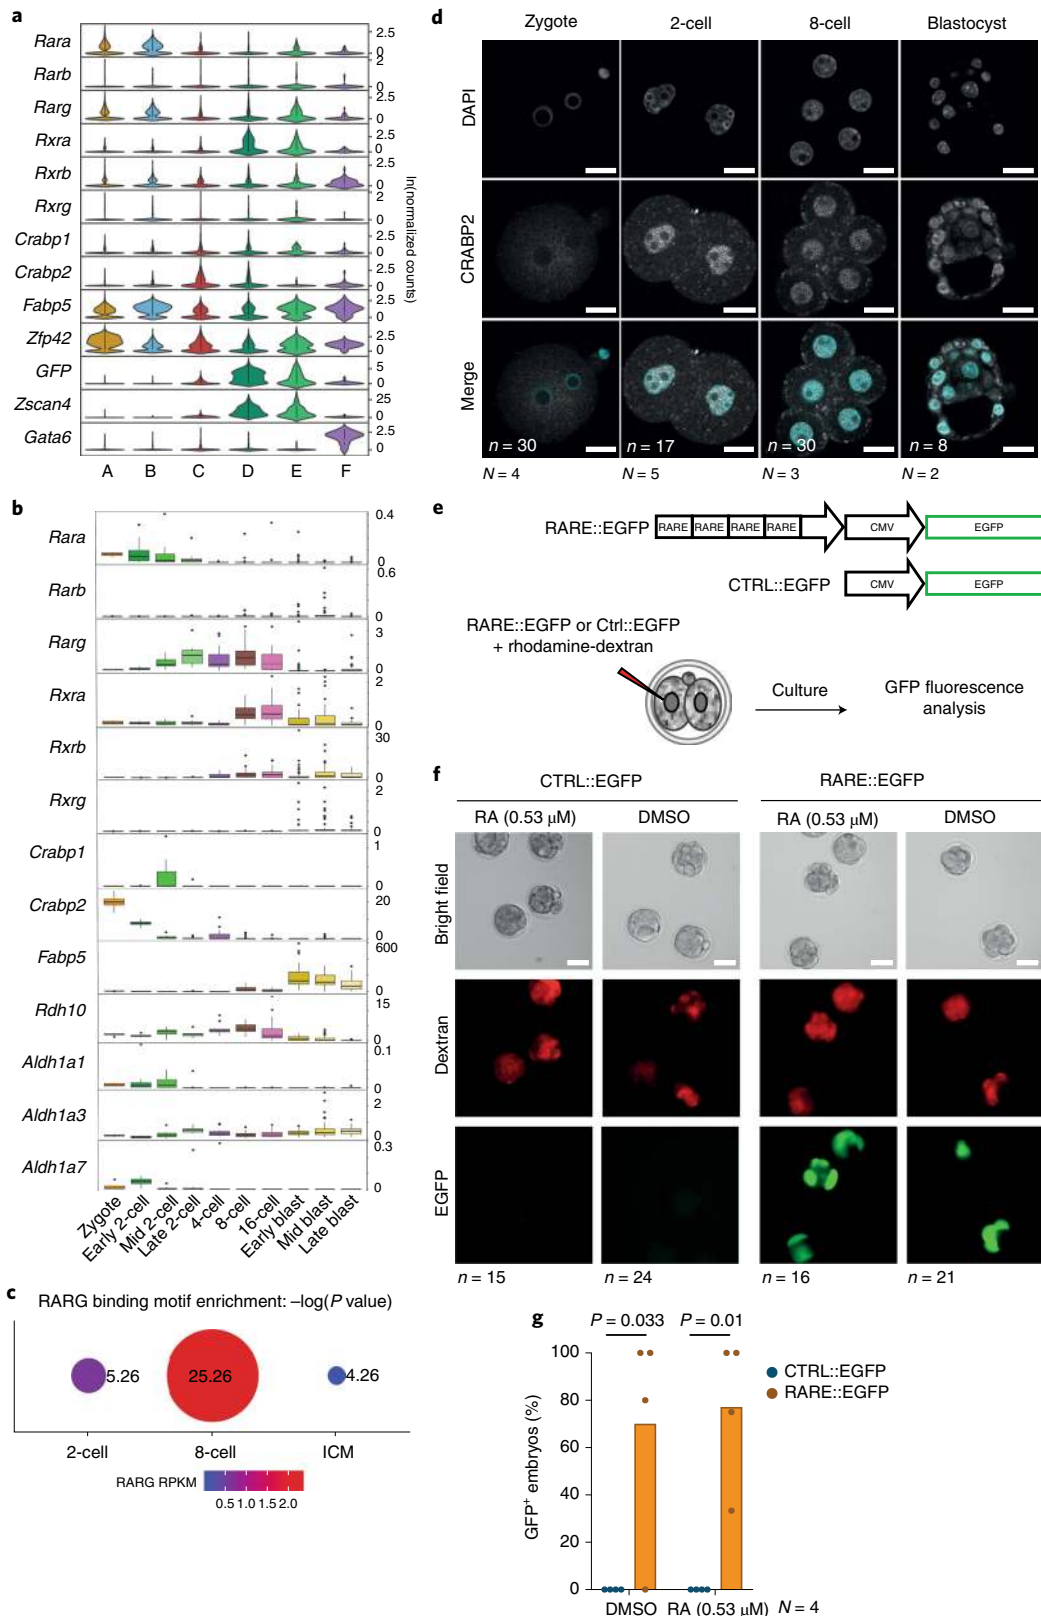 a
Rara
2.5
0
Rarb
2
0
Rarg
2.5
0
Rxra
2.5
0
Rxrb
2.5
0
Rxrg
2
0
Crabp1
2.5
0
Crabp2
2.5
0
Fabp5
2.5
0
Zfp42
2.5
0
GFP
5
0
Zscan4
25
0
Gata6
2.5
0
ln(normalized counts)
A B C D E F
b
Rara
0.4
0
Rarb
0.6
0
Rarg
3
0
Rxra
2
0
Rxrb
30
0
Rxrg
2
0
Crabp1
1
0
Crabp2
20
0
Fabp5
600
0
Rdh10
15
0
Aldh1a1
0.1
0
Aldh1a3
2
0
Aldh1a7
0.3
0
Zygote
Early 2-cell
Mid 2-cell
Late 2-cell
4-cell
8-cell
16-cell
Early blast
Mid blast
Late blast
c
RARG binding motif enrichment: –log(P value)
5.26 25.26 4.26
2-cell 8-cell ICM
RARG RPKM
0.5 1.0 1.5 2.0
d
Zygote 2-cell 8-cell Blastocyst
DAPI
CRABP2
Merge
n = 30 n = 17 n = 30 n = 8
N = 4 N = 5 N = 3 N = 2
e
RARE::EGFP RARE RARE RARE RARE CMV EGFP
CTRL::EGFP CMV EGFP
RARE::EGFP or Ctrl::EGFP
+ rhodamine-dextran
Culture
GFP fluorescence
analysis
f
CTRL::EGFP RARE::EGFP
RA (0.53 μM) DMSO RA (0.53 μM) DMSO
Bright field
Dextran
EGFP
n = 15 n = 24 n = 16 n = 21
g
P = 0.033 P = 0.01
CTRL::EGFP
RARE::EGFP
GFP+ embryos (%)
100
80
60
40
20
0
DMSO RA (0.53 μM) N = 4